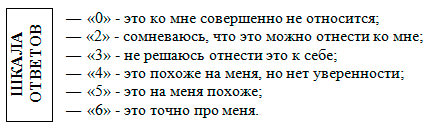 ШКАЛА
ОТВЕТОВ
— «0» - это ко мне совершенно не относится;
— «2» - сомневаюсь, что это можно отнести ко мне;
— «3» - не решаюсь отнести это к себе;
— «4» - это похоже на меня, но нет уверенности;
— «5» - это на меня похоже;
— «6» - это точно про меня.